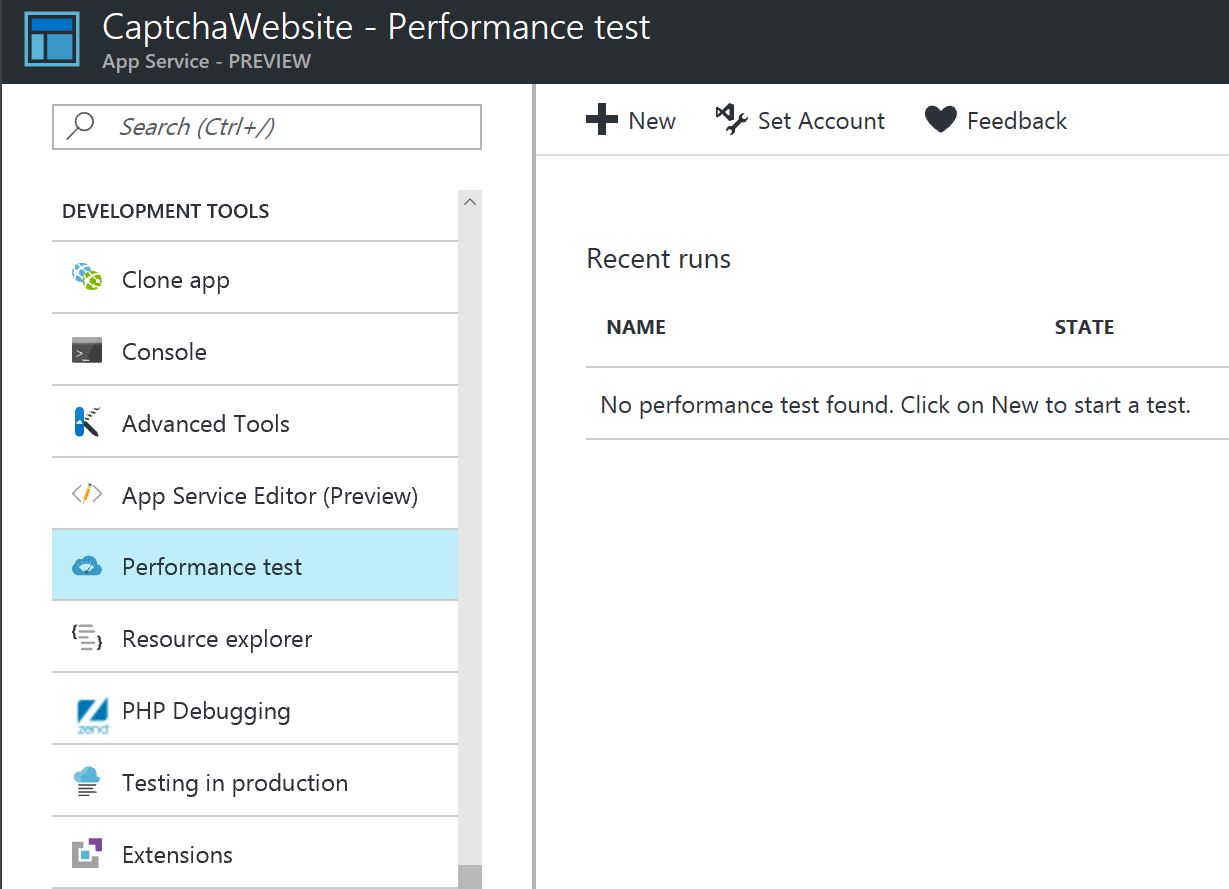 CaptchaWebsite - Performance test
App Service - PREVIEW
Search (Ctrl+/)
DEVELOPMENT TOOLS
Clone app
>_ Console
Advanced Tools
App Service Editor (Preview)
Performance test
Resource explorer
zend PHP Debugging
Testing in production
Extensions
New Set Account Feedback
Recent runs
NAME STATE
No performance test found. Click on New to start a test.